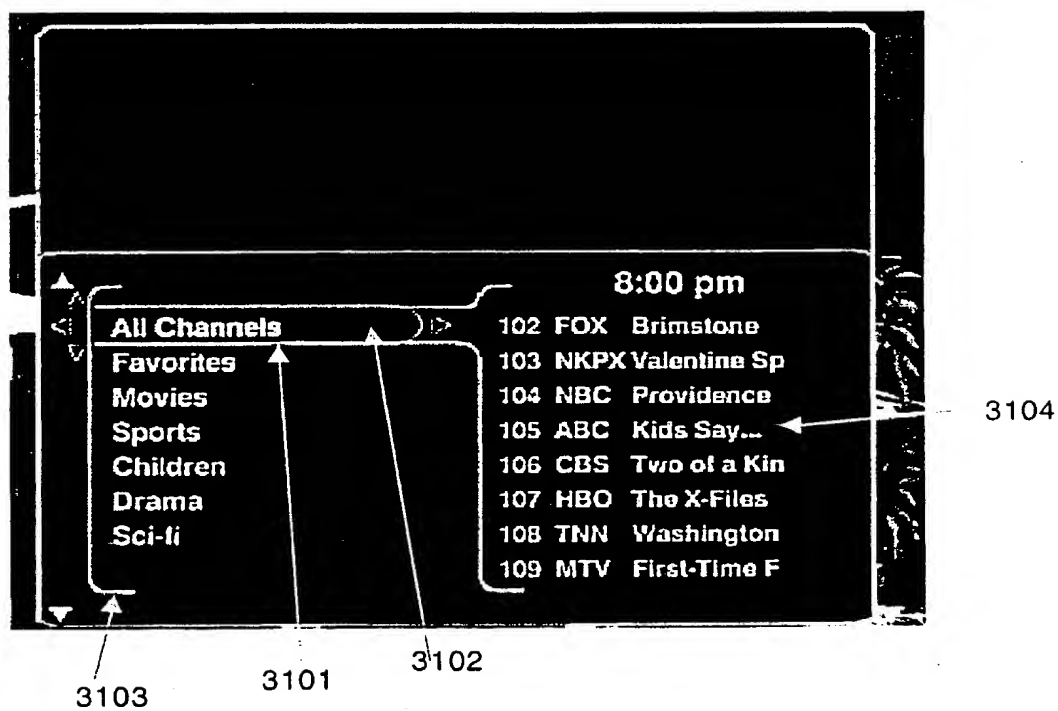 8:00 pm
All Channels
Favorites
Movies
Sports
Children
Drama
Sci-fi
102 FOX Brimstone
103 NKPX Valentine Sp
104 NBC Providence
105 ABC Kids Say...
106 CBS Two of a Kin
107 HBO The X-Files
108 TNN Washington
109 MTV First-Time F
3104
3103
3101
3102